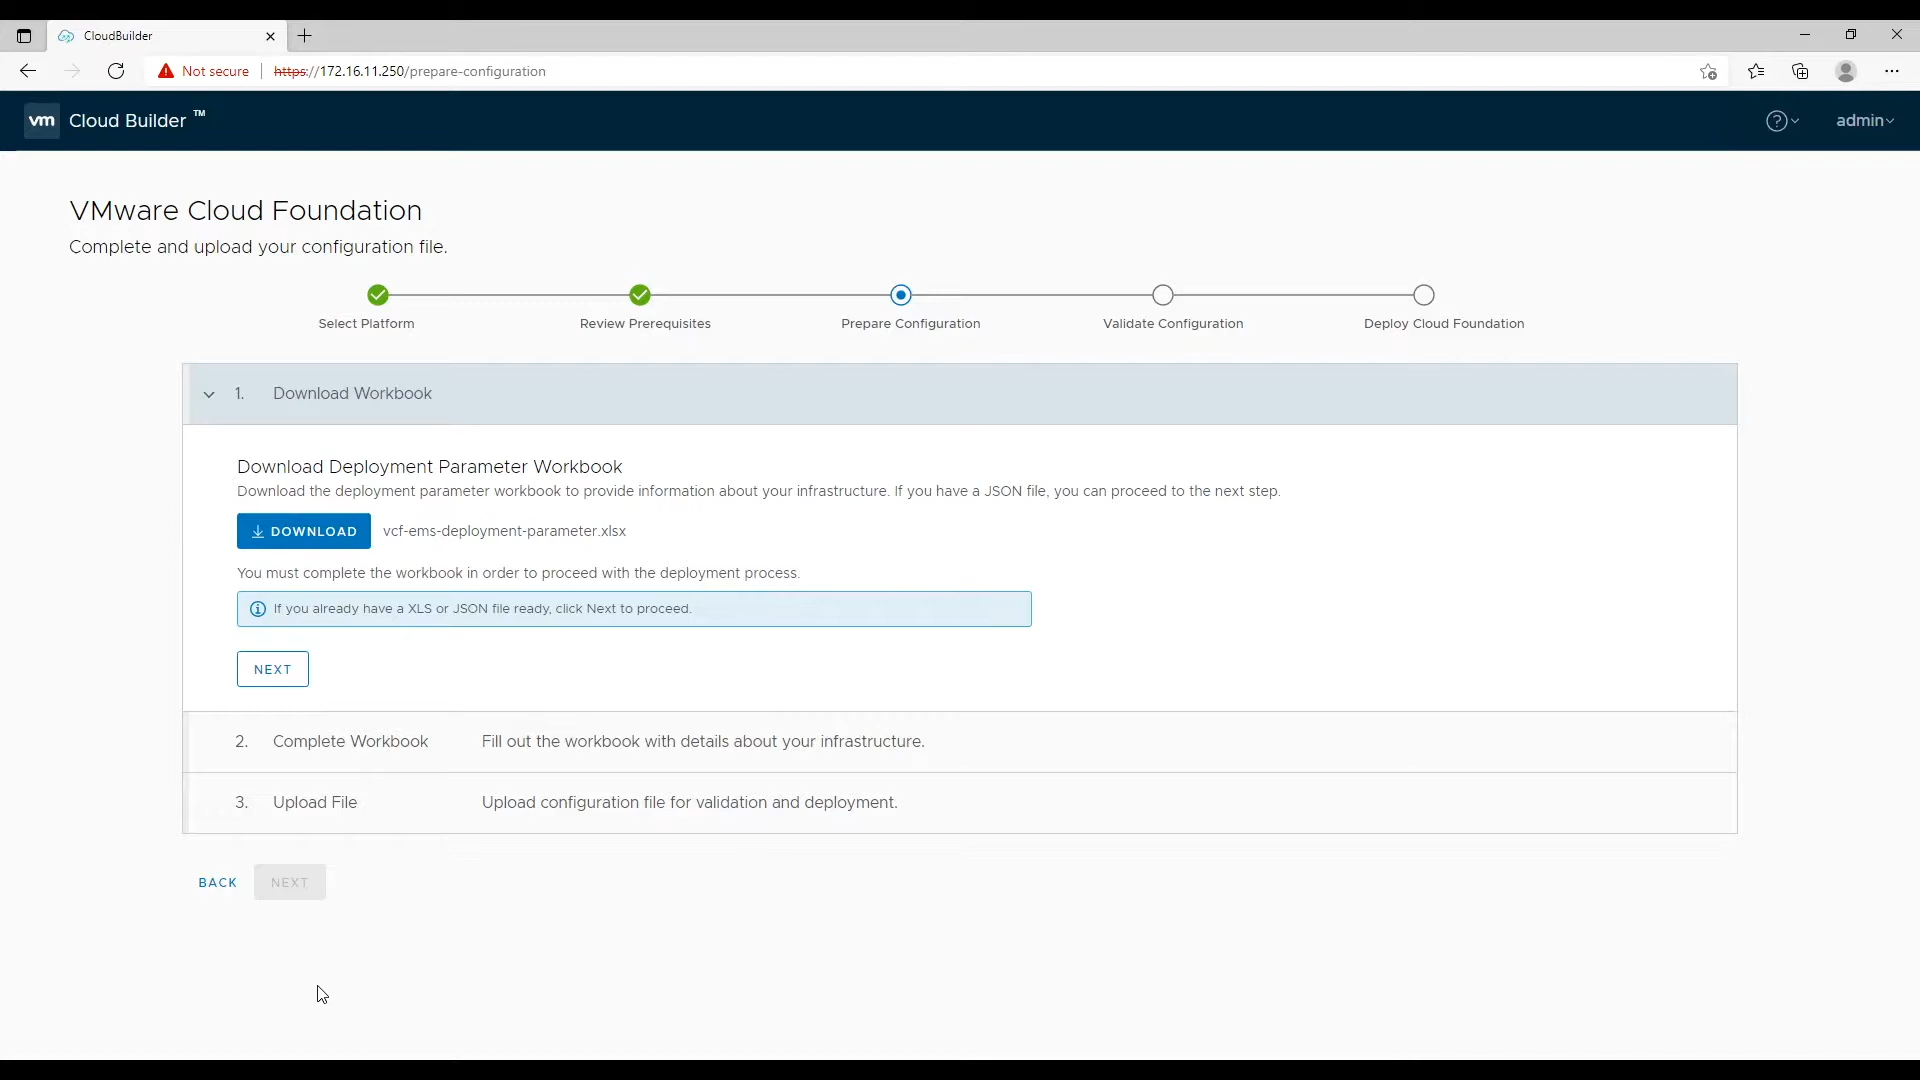 CloudBuilder
Not secure
https://172.16.11.250/prepare-configuration
vm
Cloud Builder ™
admin
VMware Cloud Foundation
Complete and upload your configuration file.
Select Platform
Review Prerequisites
Prepare Configuration
Validate Configuration
Deploy Cloud Foundation
1. Download Workbook
Download Deployment Parameter Workbook
Download the deployment parameter workbook to provide information about your infrastructure. If you have a JSON file, you can proceed to the next step.
DOWNLOAD
vcf-ems-deployment-parameter.xlsx
You must complete the workbook in order to proceed with the deployment process.
If you already have a XLS or JSON file ready, click Next to proceed.
NEXT
2. Complete Workbook Fill out the workbook with details about your infrastructure.
3. Upload File Upload configuration file for validation and deployment.
BACK
NEXT